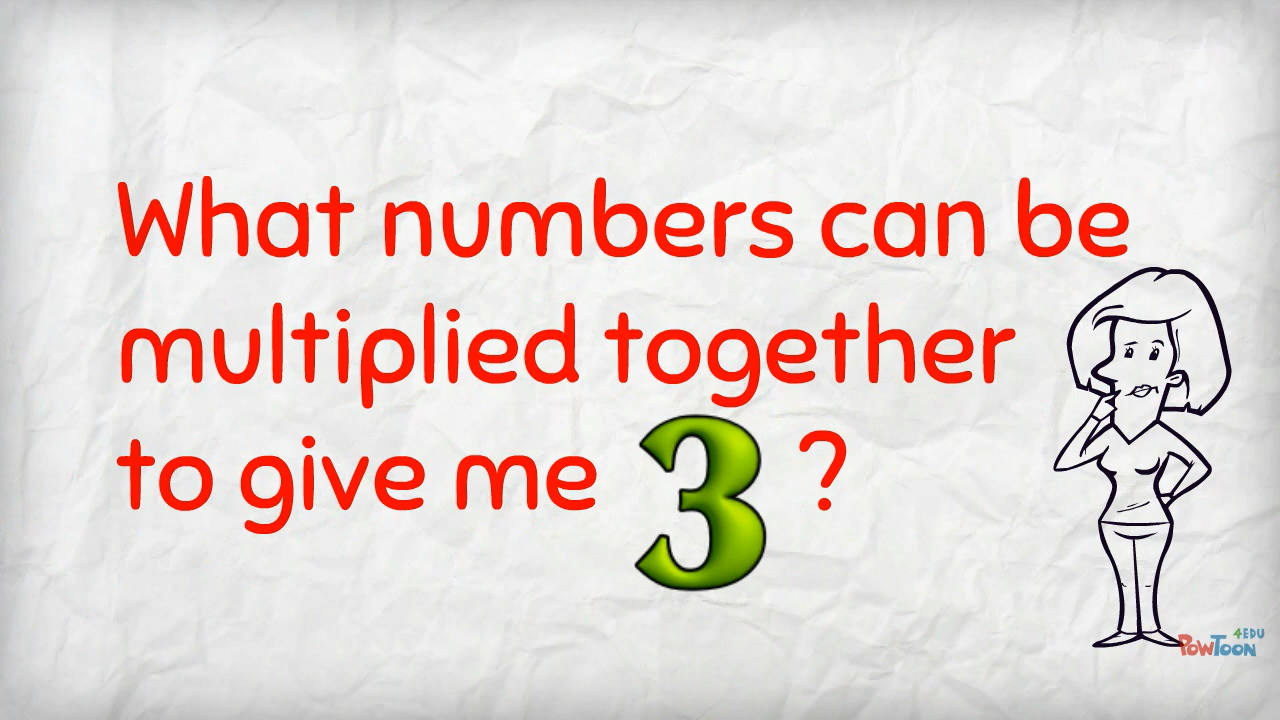 What numbers can be
multiplied together
to give me 3 ?
4EDU
POWTOON